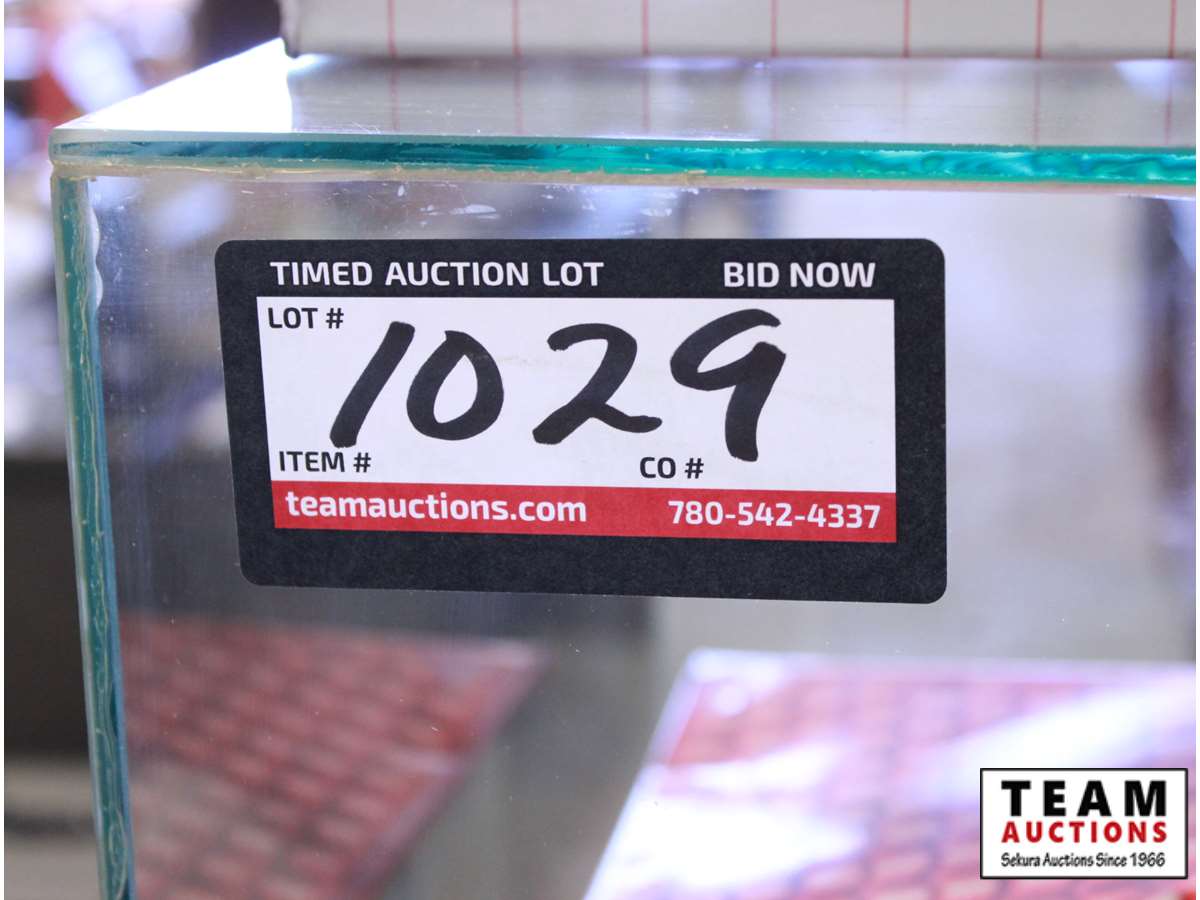 TIMED AUCTION LOT BID NOW
LOT # 1029
ITEM # CO #
teamauctions.com 780-542-4337
TEAM
AUCTIONS
Sekura Auctions Since 1966